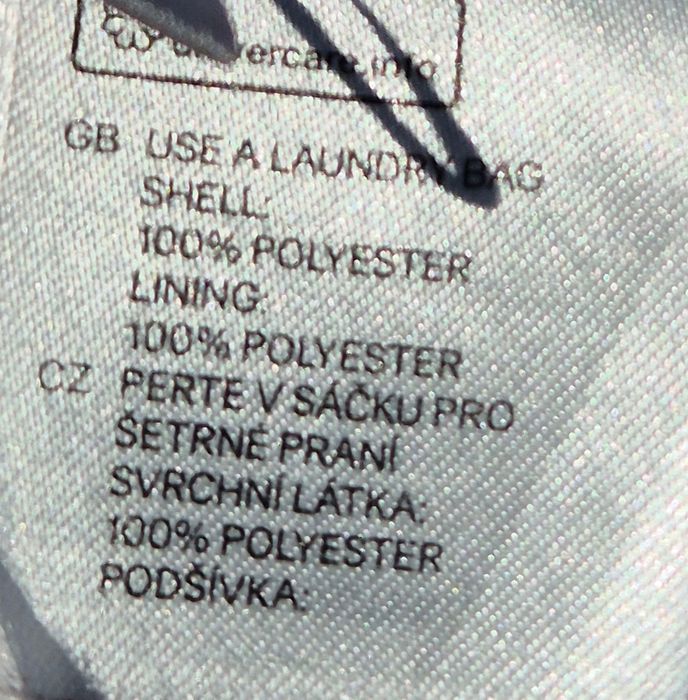 GB USE A LAUNDRY BAG
SHELL:
100% POLYESTER
LINING:
100% POLYESTER
CZ PERTE V SÁČKU PRO
ŠETRNÉ PRANÍ
SVRCHNÍ LÁTKA:
100% POLYESTER
PODŠÍVKA: